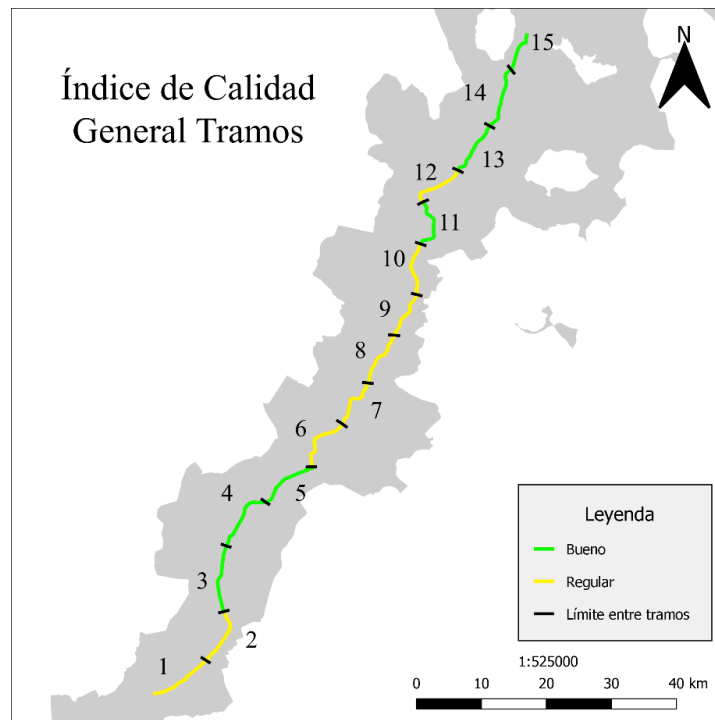 Índice de Calidad
General Tramos
N
15
14
13
12
11
10
9
8
7
6
5
4
3
2
1
Leyenda
Bueno
Regular
Límite entre tramos
1:525000
0 10 20 30 40 km